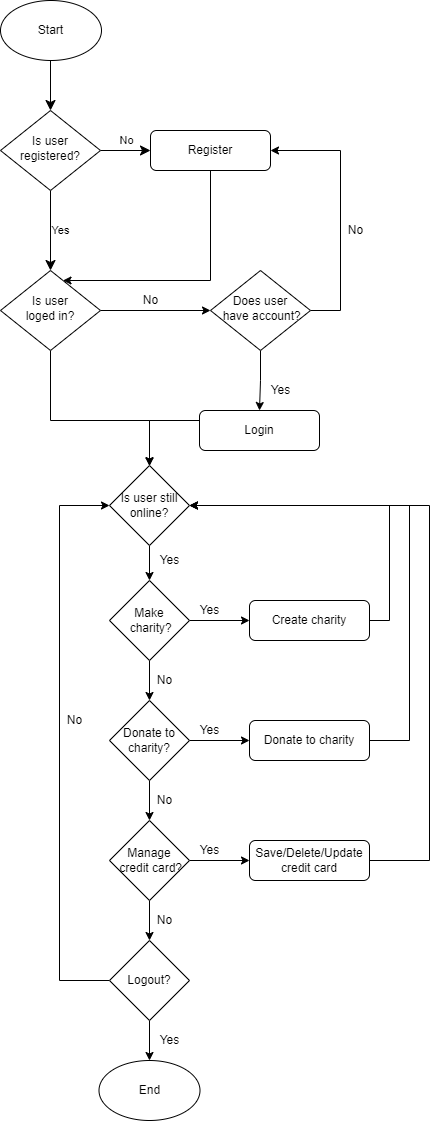 Start
Is user
registered?
No
Register
Yes
No
Is user
loged in?
No
Does user
have account?
Yes
Login
Is user still
online?
Yes
Make
charity?
Yes
Create charity
No
No
Donate to
charity?
Yes
Donate to charity
No
Manage
credit card?
Yes
Save/Delete/Update
credit card
No
Logout?
Yes
End